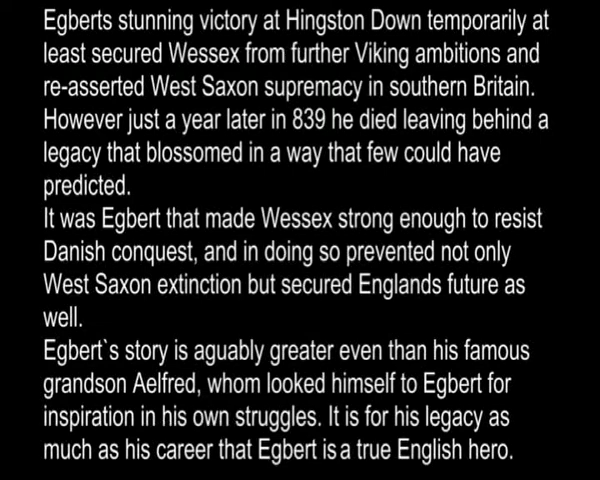 Egberts stunning victory at Hingston Down temporarily at
least secured Wessex from further Viking ambitions and
re-asserted West Saxon supremacy in southern Britain.
However just a year later in 839 he died leaving behind a
legacy that blossomed in a way that few could have
predicted.
It was Egbert that made Wessex strong enough to resist
Danish conquest, and in doing so prevented not only
West Saxon extinction but secured Englands future as
well.
Egbert`s story is aguably greater even than his famous
grandson Aelfred, whom looked himself to Egbert for
inspiration in his own struggles. It is for his legacy as
much as his career that Egbert is a true English hero.